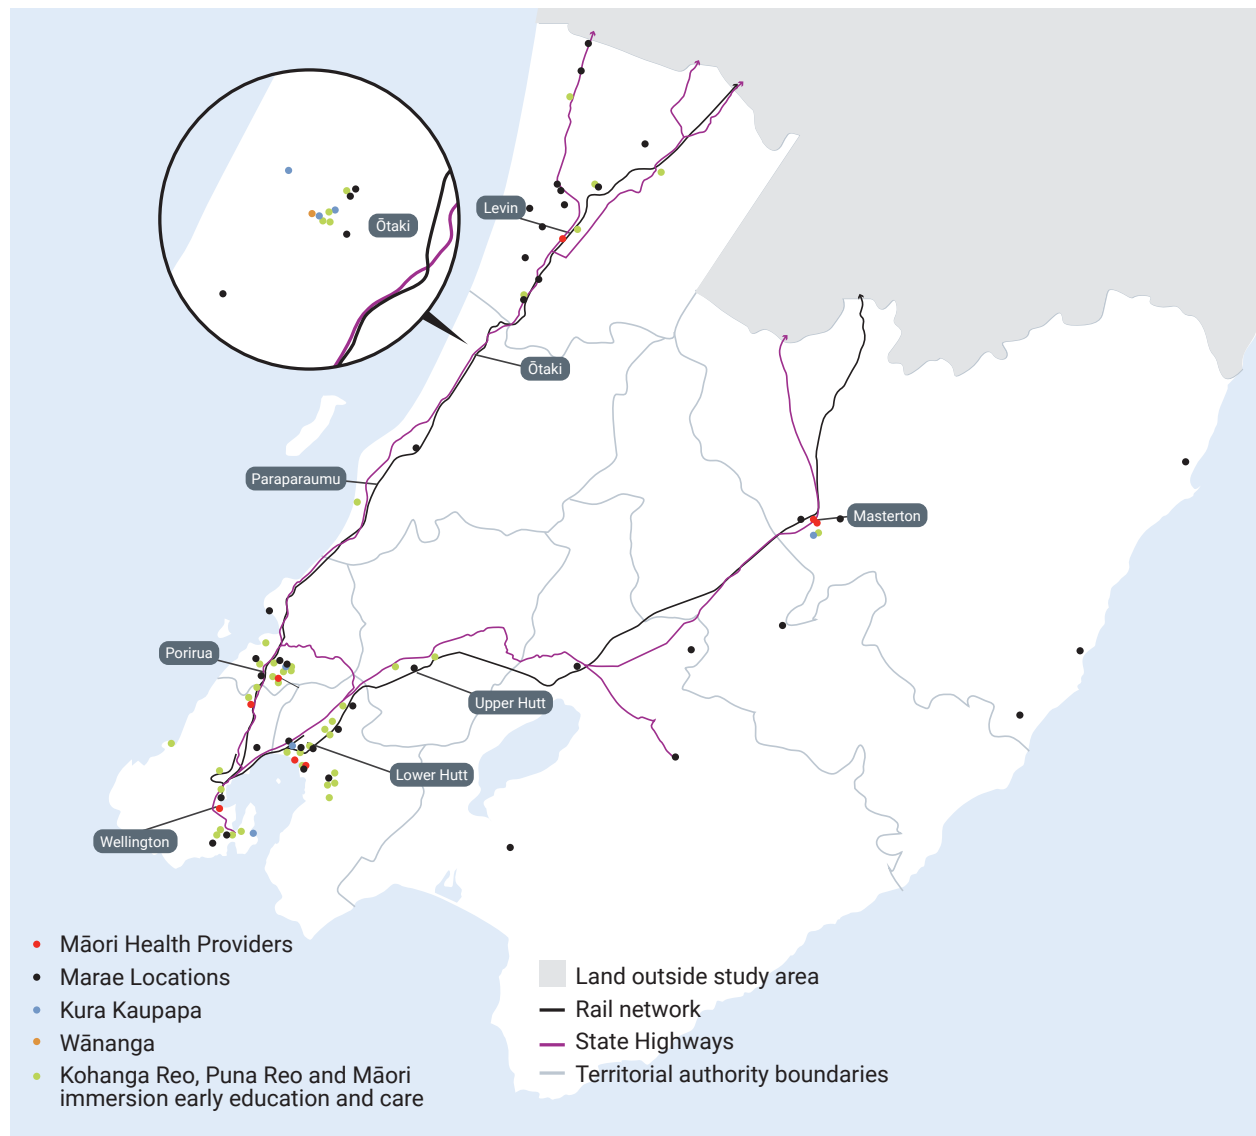 Levin
Ōtaki
Ōtaki
Paraparaumu
Masterton
Porirua
Upper Hutt
Lower Hutt
Wellington
Māori Health Providers
Marae Locations
Kura Kaupapa
Wānanga
Kohanga Reo, Puna Reo and Māori
immersion early education and care
Land outside study area
Rail network
State Highways
Territorial authority boundaries